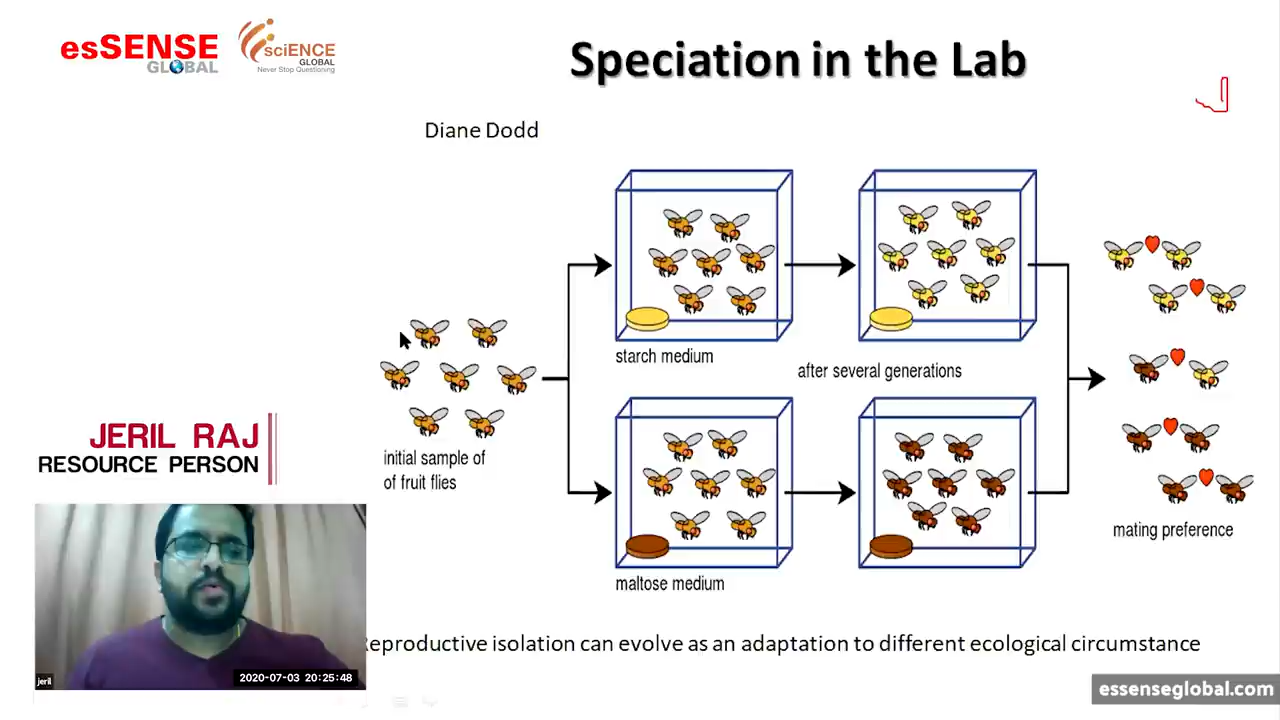 esSENSE
GLOBAL
sciENCE
GLOBAL
Never Stop Questioning
Speciation in the Lab
Diane Dodd
starch medium
after several generations
initial sample of
of fruit flies
maltose medium
mating preference
JERIL RAJ
RESOURCE PERSON
jeril
2020-07-03 20:25:48
Reproductive isolation can evolve as an adaptation to different ecological circumstance
essenseglobal.com